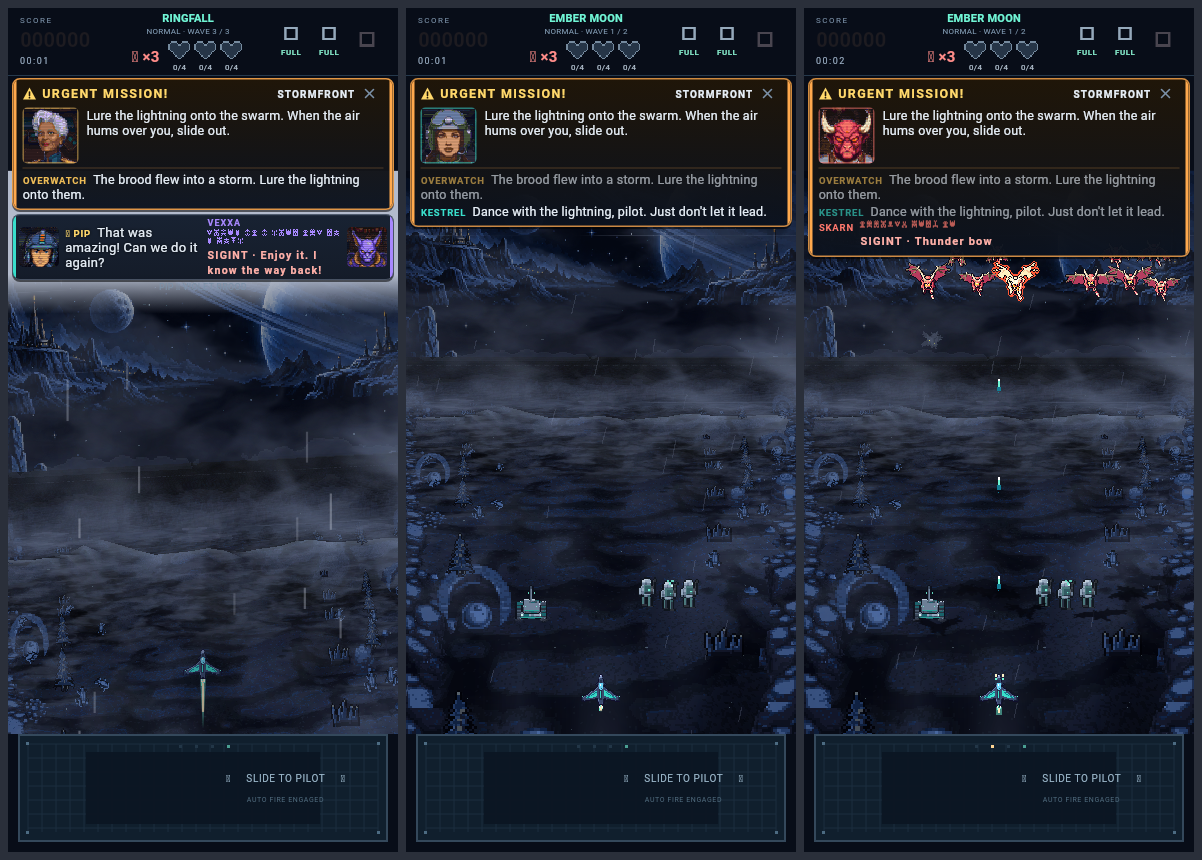 SCORE
RINGFALL
000000
NORMAL · WAVE 3 / 3
00:01
×3
0/4
0/4
0/4
FULL
FULL
URGENT MISSION!
STORMFRONT
Lure the lightning onto the swarm. When the air
hums over you, slide out.
OVERWATCH The brood flew into a storm. Lure the lightning
onto them.
PIP That was
amazing! Can we do it
again?
VEXXA
SIGINT · Enjoy it. I
know the way back!
SLIDE TO PILOT
AUTO FIRE ENGAGED
SCORE
EMBER MOON
000000
NORMAL · WAVE 1 / 2
00:01
×3
0/4
0/4
0/4
FULL
FULL
URGENT MISSION!
STORMFRONT
Lure the lightning onto the swarm. When the air
hums over you, slide out.
OVERWATCH The brood flew into a storm. Lure the lightning
onto them.
KESTREL Dance with the lightning, pilot. Just don't let it lead.
SLIDE TO PILOT
AUTO FIRE ENGAGED
SCORE
EMBER MOON
000000
NORMAL · WAVE 1 / 2
00:02
×3
0/4
0/4
0/4
FULL
FULL
URGENT MISSION!
STORMFRONT
Lure the lightning onto the swarm. When the air
hums over you, slide out.
OVERWATCH The brood flew into a storm. Lure the lightning
onto them.
KESTREL Dance with the lightning, pilot. Just don't let it lead.
SKARN
SIGINT · Thunder bow
SLIDE TO PILOT
AUTO FIRE ENGAGED